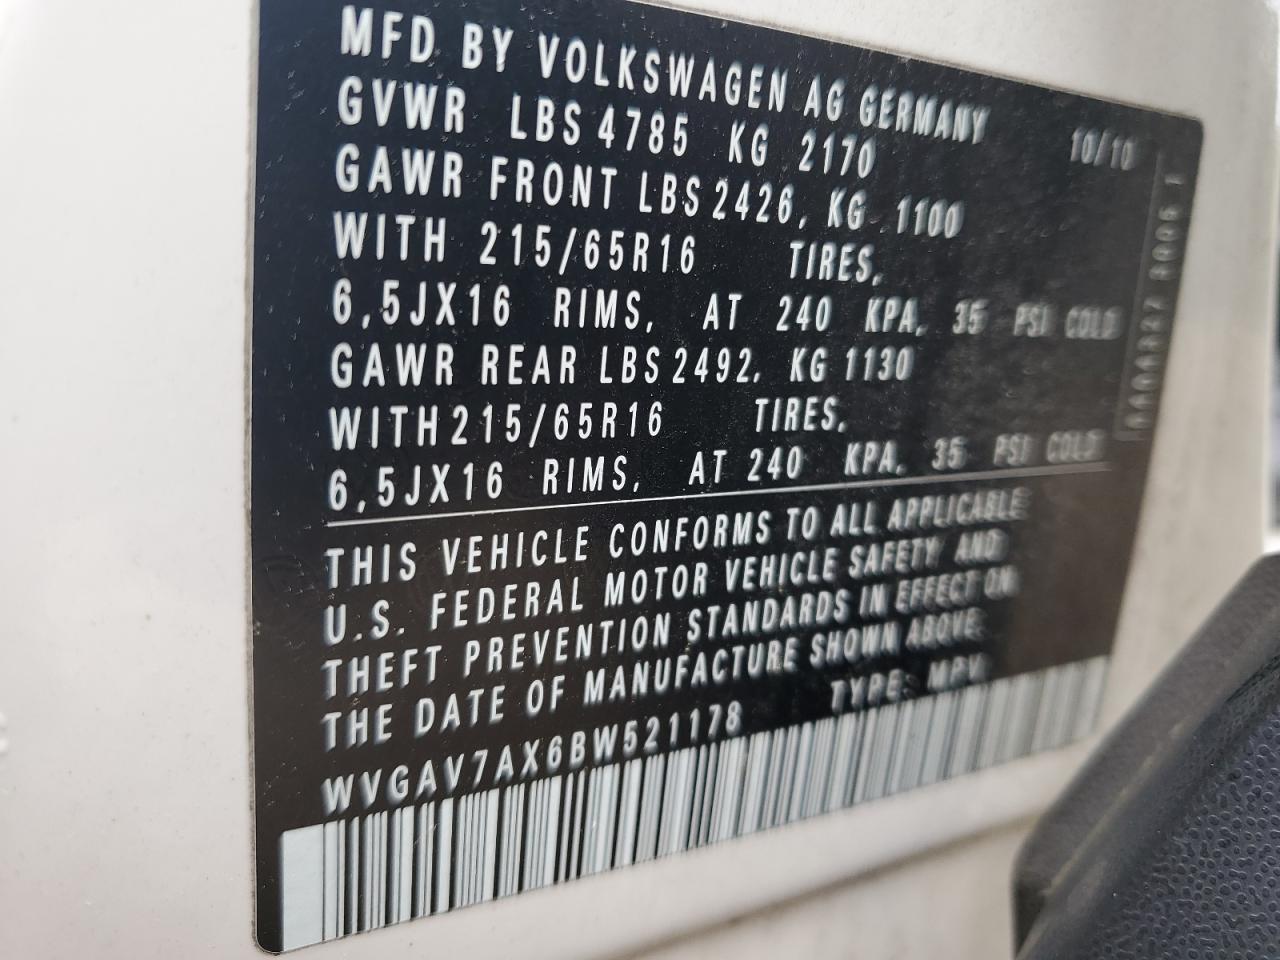 MFD BY VOLKSWAGEN AG GERMANY 10/10
GVWR LBS 4785 KG 2170
GAWR FRONT LBS 2426, KG 1100
WITH 215/65R16 TIRES,
6,5JX16 RIMS, AT 240 KPA, 35 PSI COLD
GAWR REAR LBS 2492, KG 1130
WITH 215/65R16 TIRES,
6,5JX16 RIMS, AT 240 KPA, 35 PSI COLD
THIS VEHICLE CONFORMS TO ALL APPLICABLE
U.S. FEDERAL MOTOR VEHICLE SAFETY AND
THEFT PREVENTION STANDARDS IN EFFECT ON
THE DATE OF MANUFACTURE SHOWN ABOVE.
WVGAV7AX6BW521178 TYPE: MPV